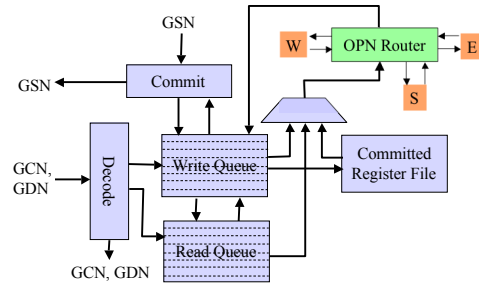 GSN
W
OPN Router
E
GSN
Commit
S
Decode
Write Queue
Committed
Register File
GCN,
GDN
Read Queue
GCN, GDN